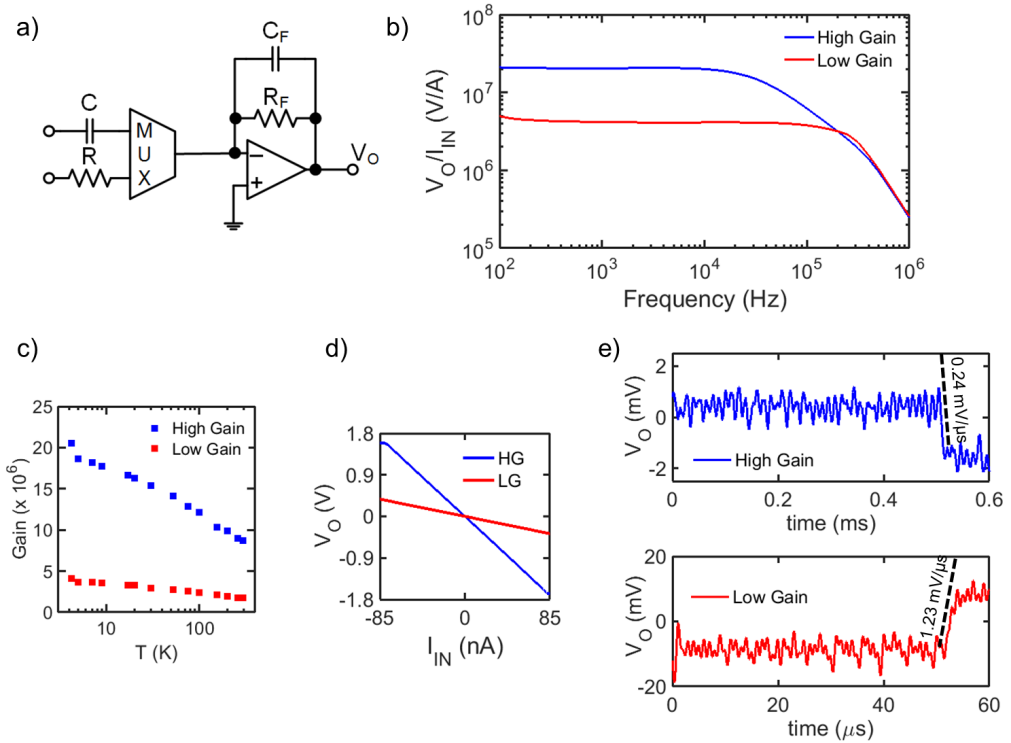 a)
C_F
R_F
C
R
M
U
X
−
+
V_O
b)
V_O/I_IN (V/A)
10^8
10^7
10^6
10^5
High Gain
Low Gain
10^2 10^3 10^4 10^5 10^6
Frequency (Hz)
c)
Gain (x 10^6)
25
20
15
10
5
0
High Gain
Low Gain
10 100
T (K)
d)
V_O (V)
1.8
0.9
0
-0.9
-1.8
HG
LG
-85 0 85
I_IN (nA)
e)
V_O (mV)
2
0
-2
0.24 mV/μs
High Gain
0 0.2 0.4 0.6
time (ms)
V_O (mV)
20
0
-20
1.23 mV/μs
Low Gain
0 20 40 60
time (μs)